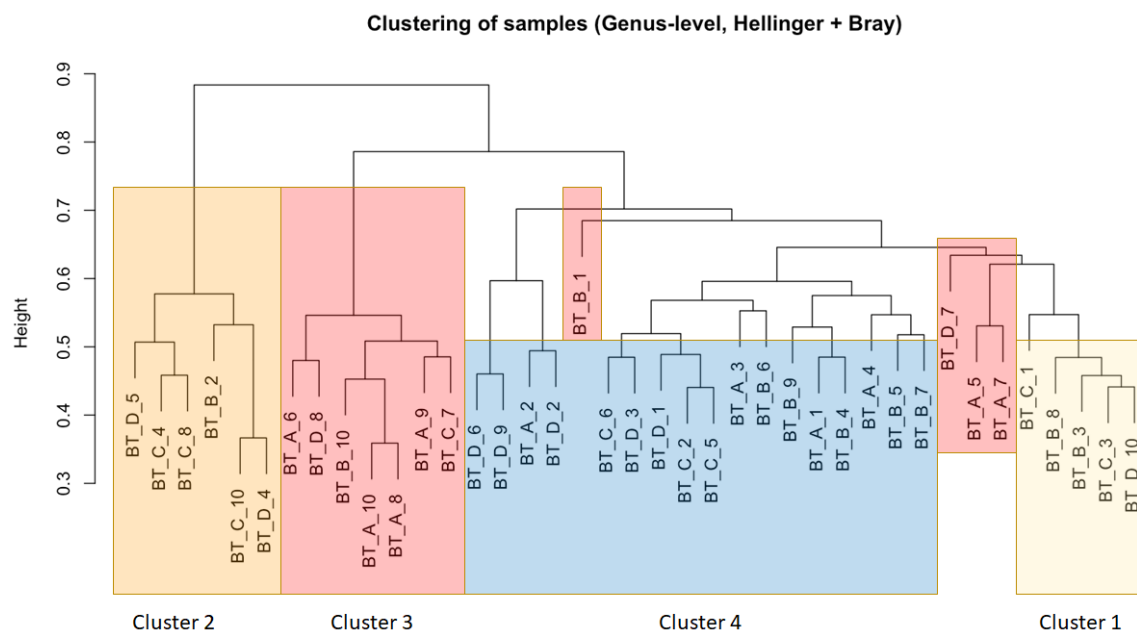 Clustering of samples (Genus-level, Hellinger + Bray)
Height
0.9
0.8
0.7
0.6
0.5
0.4
0.3
BT_D_5
BT_C_4
BT_C_8
BT_B_2
BT_C_10
BT_D_4
BT_A_6
BT_D_8
BT_B_10
BT_A_10
BT_A_8
BT_A_9
BT_C_7
BT_D_6
BT_D_9
BT_A_2
BT_D_2
BT_B_1
BT_C_6
BT_D_3
BT_D_1
BT_C_2
BT_C_5
BT_A_3
BT_B_6
BT_B_9
BT_A_1
BT_B_4
BT_A_4
BT_B_5
BT_B_7
BT_D_7
BT_A_5
BT_A_7
BT_C_1
BT_B_8
BT_B_3
BT_C_3
BT_D_10
Cluster 2
Cluster 3
Cluster 4
Cluster 1